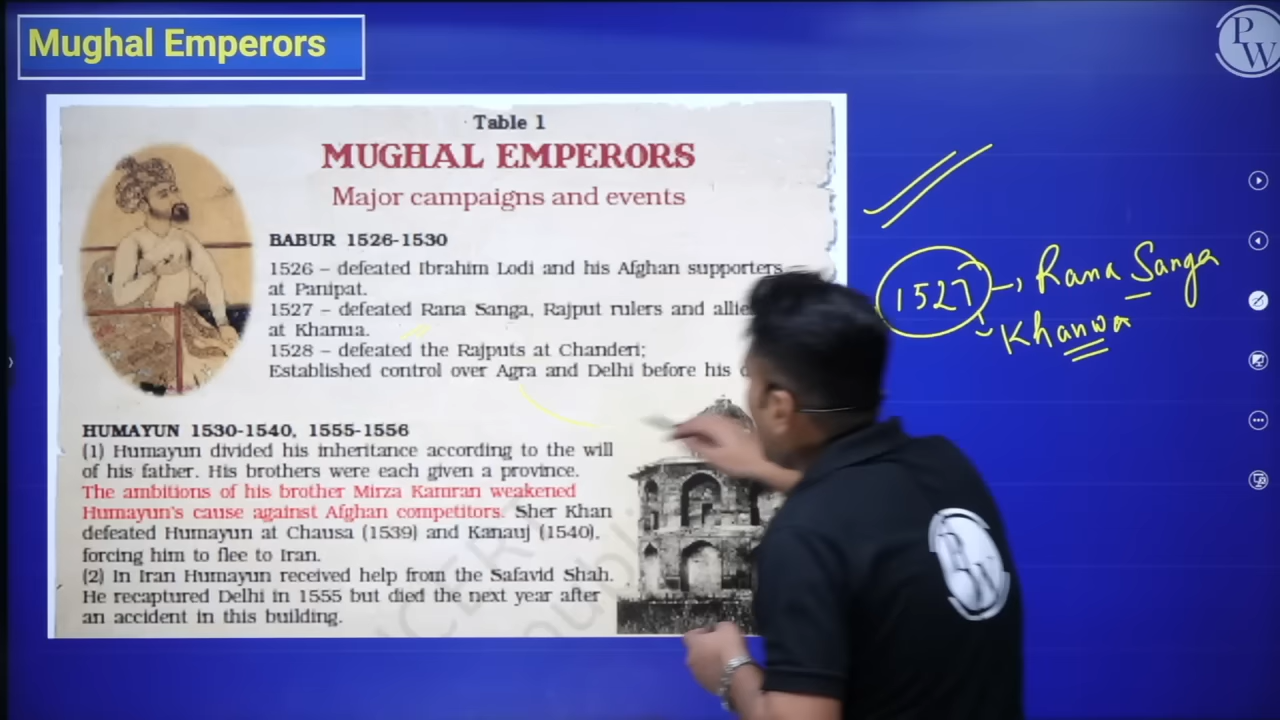 Mughal Emperors
PW
Table 1
MUGHAL EMPERORS
Major campaigns and events
BABUR 1526-1530
1526 – defeated Ibrahim Lodi and his Afghan supporters
at Panipat.
1527 – defeated Rana Sanga, Rajput rulers and allie
at Khanua.
1528 – defeated the Rajputs at Chanderi;
Established control over Agra and Delhi before his d
1527 → Rana Sanga
Khanwa
HUMAYUN 1530-1540, 1555-1556
(1) Humayun divided his inheritance according to the will
of his father. His brothers were each given a province.
The ambitions of his brother Mirza Kamran weakened
Humayun's cause against Afghan competitors. Sher Khan
defeated Humayun at Chausa (1539) and Kanauj (1540),
forcing him to flee to Iran.
(2) In Iran Humayun received help from the Safavid Shah.
He recaptured Delhi in 1555 but died the next year after
an accident in this building.
PW